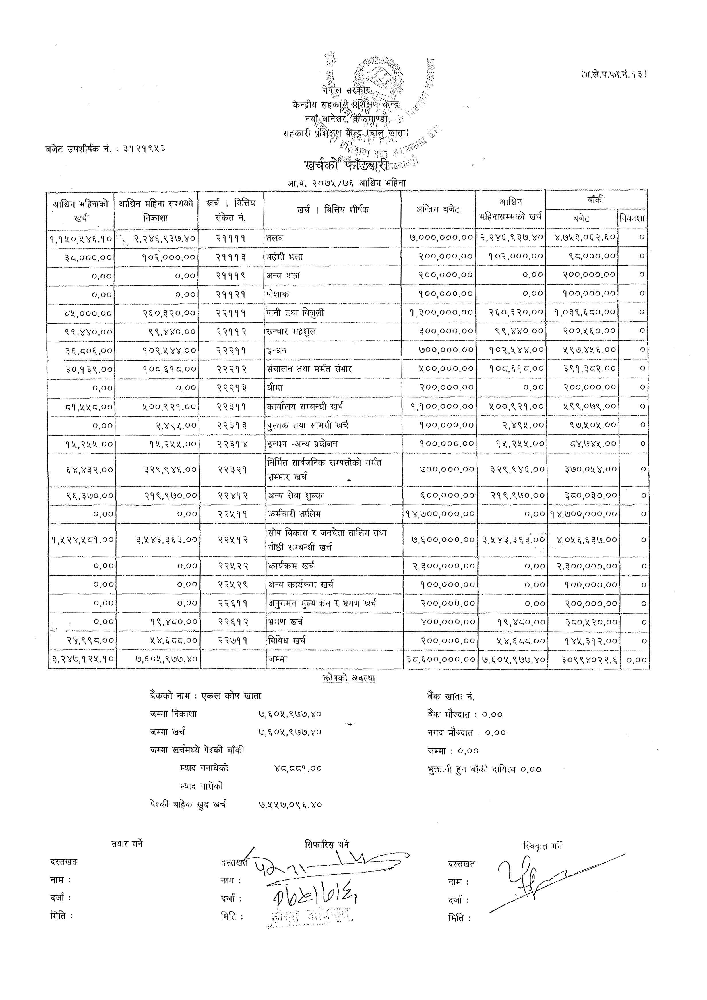 (म.ले.प.फा.नं.१३)
नेपाल सरकार
केन्द्रीय सहकारी प्रशिक्षण केन्द्र
नयाँ बानेश्वर, काठमाण्डौ
सहकारी प्रशिक्षण केन्द्र (चालु खाता)
बजेट उपशीर्षक नं. : ३१२१९५३
खर्चको फाँटवारी
आ.व. २०७५/७६ आश्विन महिना
आश्विन महिनाको खर्च आश्विन महिना सम्मको निकाशा खर्च । वित्तिय संकेत नं. खर्च । वित्तिय शीर्षक अन्तिम बजेट आश्विन महिनासम्मको खर्च बाँकी
बजेट निकाशा
१,१५०,५४६.१० २,२४६,९३७.४० २११११ तलव ७,०००,०००.०० २,२४६,९३७.४० ४,७५३,०६२.६० ०
३८,०००.०० १०२,०००.०० २१११३ महंगी भत्ता २००,०००.०० १०२,०००.०० ९८,०००.०० ०
०.०० ०.०० २१११९ अन्य भत्ता २००,०००.०० ०.०० २००,०००.०० ०
०.०० ०.०० २११२१ पोशाक १००,०००.०० ०.०० १००,०००.०० ०
८५,०००.०० २६०,३२०.०० २२१११ पानी तथा विजुली १,३००,०००.०० २६०,३२०.०० १,०३९,६८०.०० ०
९९,४४०.०० ९९,४४०.०० २२११२ सन्चार महशुल ३००,०००.०० ९९,४४०.०० २००,५६०.०० ०
३६,८०६.०० १०२,५४४.०० २२२११ इन्धन ७००,०००.०० १०२,५४४.०० ५९७,४५६.०० ०
३०,१३९.०० १०८,६१८.०० २२२१२ संचालन तथा मर्मत संभार ५००,०००.०० १०८,६१८.०० ३९१,३८२.०० ०
०.०० ०.०० २२२१३ बीमा २००,०००.०० ०.०० २००,०००.०० ०
८१,५५८.०० ५००,९२१.०० २२३११ कार्यालय सम्बन्धी खर्च १,१००,०००.०० ५००,९२१.०० ५९९,०७९.०० ०
०.०० २,४९५.०० २२३१३ पुस्तक तथा सामग्री खर्च १००,०००.०० २,४९५.०० ९७,५०५.०० ०
१५,२५५.०० १५,२५५.०० २२३१४ इन्धन -अन्य प्रयोजन १००,०००.०० १५,२५५.०० ८४,७४५.०० ०
६४,४३२.०० ३२९,९४६.०० २२३२१ निर्मित सार्वजनिक सम्पत्तीको मर्मत सम्भार खर्च ७००,०००.०० ३२९,९४६.०० ३७०,०५४.०० ०
९६,३७०.०० २१९,९७०.०० २२४१२ अन्य सेवा शुल्क ६००,०००.०० २१९,९७०.०० ३८०,०३०.०० ०
०.०० ०.०० २२५११ कर्मचारी तालिम १४,७००,०००.०० ०.०० १४,७००,०००.०० ०
१,५२४,५८१.०० ३,५४३,३६३.०० २२५१२ सीप विकास र जनचेता तालिम तथा गोष्ठी सम्बन्धी खर्च ७,६००,०००.०० ३,५४३,३६३.०० ४,०५६,६३७.०० ०
०.०० ०.०० २२५२२ कार्यक्रम खर्च २,३००,०००.०० ०.०० २,३००,०००.०० ०
०.०० ०.०० २२५२९ अन्य कार्यक्रम खर्च १००,०००.०० ०.०० १००,०००.०० ०
०.०० ०.०० २२६११ अनुगमन मुल्याकंन र भ्रमण खर्च २००,०००.०० ०.०० २००,०००.०० ०
०.०० १९,४८०.०० २२६१२ भ्रमण खर्च ४००,०००.०० १९,४८०.०० ३८०,५२०.०० ०
२४,९९८.०० ५४,६८८.०० २२७११ विविध खर्च २००,०००.०० ५४,६८८.०० १४५,३१२.०० ०
३,२४७,१२५.१० ७,६०५,९७७.४० जम्मा ३८,६००,०००.०० ७,६०५,९७७.४० ३०९९४०२२.६ ०.००
कोषको अवस्था
बैंकको नाम : एकल कोष खाता बैंक खाता नं.
जम्मा निकाशा ७,६०५,९७७.४० बैंक मौज्दात : ०.००
जम्मा खर्च ७,६०५,९७७.४० नगद मौज्दात : ०.००
जम्मा खर्चमध्ये पेश्की बाँकी जम्मा : ०.००
म्याद ननाघेको ४८,८८१.०० भुक्तानी हुन बाँकी दायित्व ०.००
म्याद नाघेको
पेश्की बाहेक खुद खर्च ७,५५७,०९६.४०
तयार गर्ने सिफारिस गर्ने स्विकृत गर्ने
दस्तखत दस्तखत दस्तखत
नाम : नाम : नाम :
दर्जा : दर्जा : दर्जा :
मिति : मिति : लेखा अधिकृत मिति :